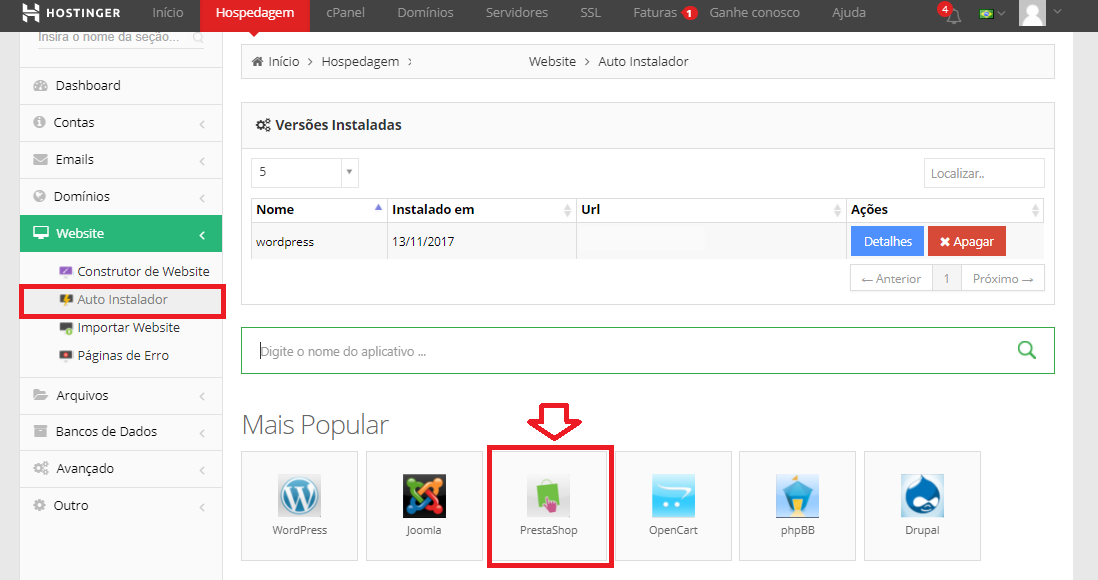 HOSTINGER Início Hospedagem cPanel Domínios Servidores SSL Faturas 1 Ganhe conosco Ajuda 4
Insira o nome da seção...
Dashboard
Contas
Emails
Domínios
Website
Construtor de Website
Auto Instalador
Importar Website
Páginas de Erro
Arquivos
Bancos de Dados
Avançado
Outro
Início > Hospedagem > Website > Auto Instalador
Versões Instaladas
5 Localizar..
Nome Instalado em Url Ações
wordpress 13/11/2017 Detalhes Apagar
← Anterior 1 Próximo →
Digite o nome do aplicativo ...
Mais Popular
WordPress Joomla PrestaShop OpenCart phpBB Drupal